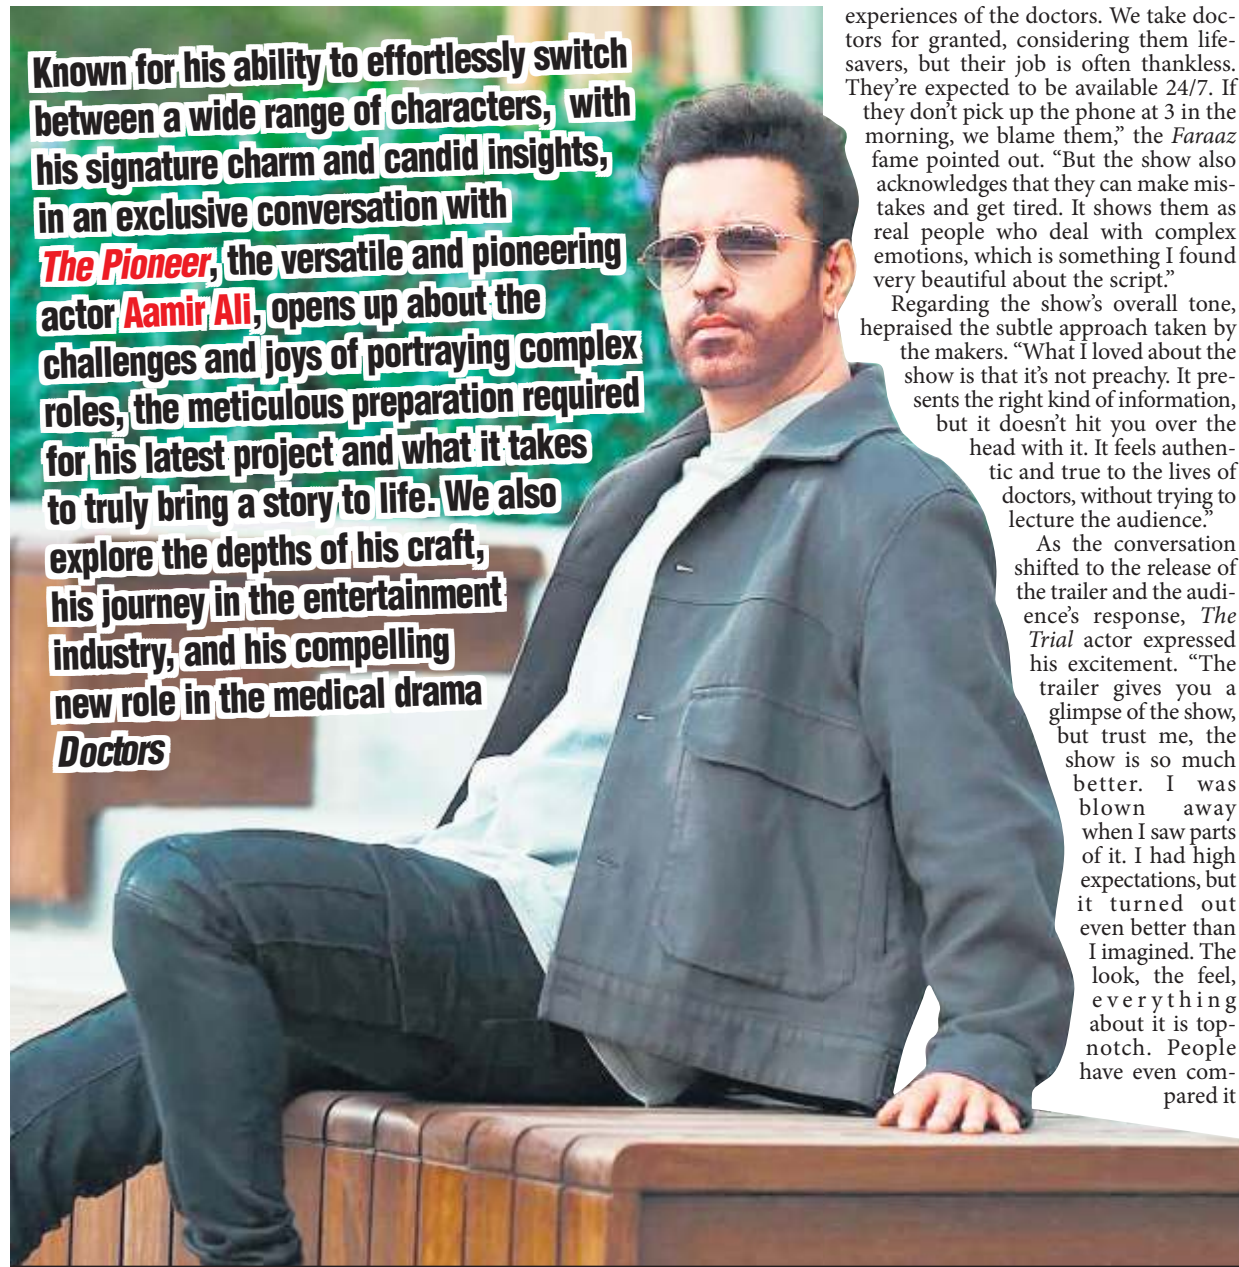 Known for his ability to effortlessly switch
between a wide range of characters, with
his signature charm and candid insights,
in an exclusive conversation with
The Pioneer, the versatile and pioneering
actor Aamir Ali, opens up about the
challenges and joys of portraying complex
roles, the meticulous preparation required
for his latest project and what it takes
to truly bring a story to life. We also
explore the depths of his craft,
his journey in the entertainment
industry, and his compelling
new role in the medical drama
Doctors
experiences of the doctors. We take doc-
tors for granted, considering them life-
savers, but their job is often thankless.
They're expected to be available 24/7. If
they don't pick up the phone at 3 in the
morning, we blame them,” the Faraaz
fame pointed out. “But the show also
acknowledges that they can make mis-
takes and get tired. It shows them as
real people who deal with complex
emotions, which is something I found
very beautiful about the script.”
Regarding the show's overall tone,
hepraised the subtle approach taken by
the makers. “What I loved about the
show is that it's not preachy. It pre-
sents the right kind of information,
but it doesn't hit you over the
head with it. It feels authen-
tic and true to the lives of
doctors, without trying to
lecture the audience.”
As the conversation
shifted to the release of
the trailer and the audi-
ence's response, The
Trial actor expressed
his excitement. “The
trailer gives you a
glimpse of the show,
but trust me, the
show is so much
better. I was
blown away
when I saw parts
of it. I had high
expectations, but
it turned out
even better than
I imagined. The
look, the feel,
everything
about it is top-
notch. People
have even com-
pared it